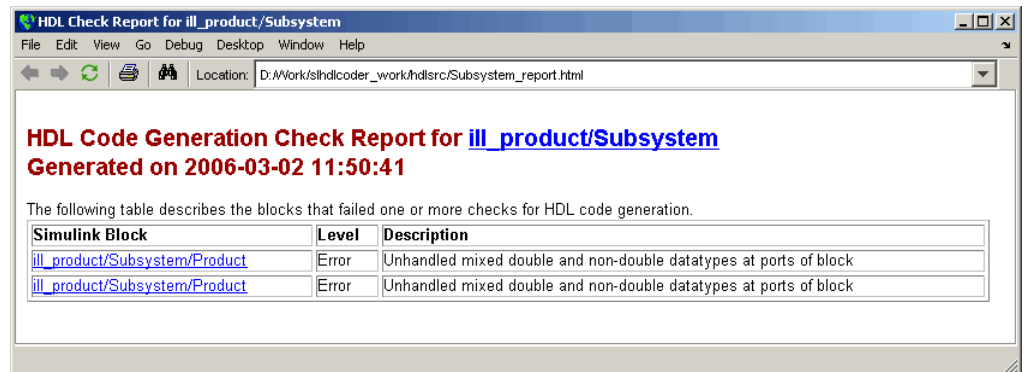 HDL Check Report for ill_product/Subsystem
File Edit View Go Debug Desktop Window Help
Location: D:/Work/slhdlcoder_work/hdlsrc/Subsystem_report.html
HDL Code Generation Check Report for ill_product/Subsystem
Generated on 2006-03-02 11:50:41
The following table describes the blocks that failed one or more checks for HDL code generation.
Simulink Block Level Description
ill_product/Subsystem/Product Error Unhandled mixed double and non-double datatypes at ports of block
ill_product/Subsystem/Product Error Unhandled mixed double and non-double datatypes at ports of block